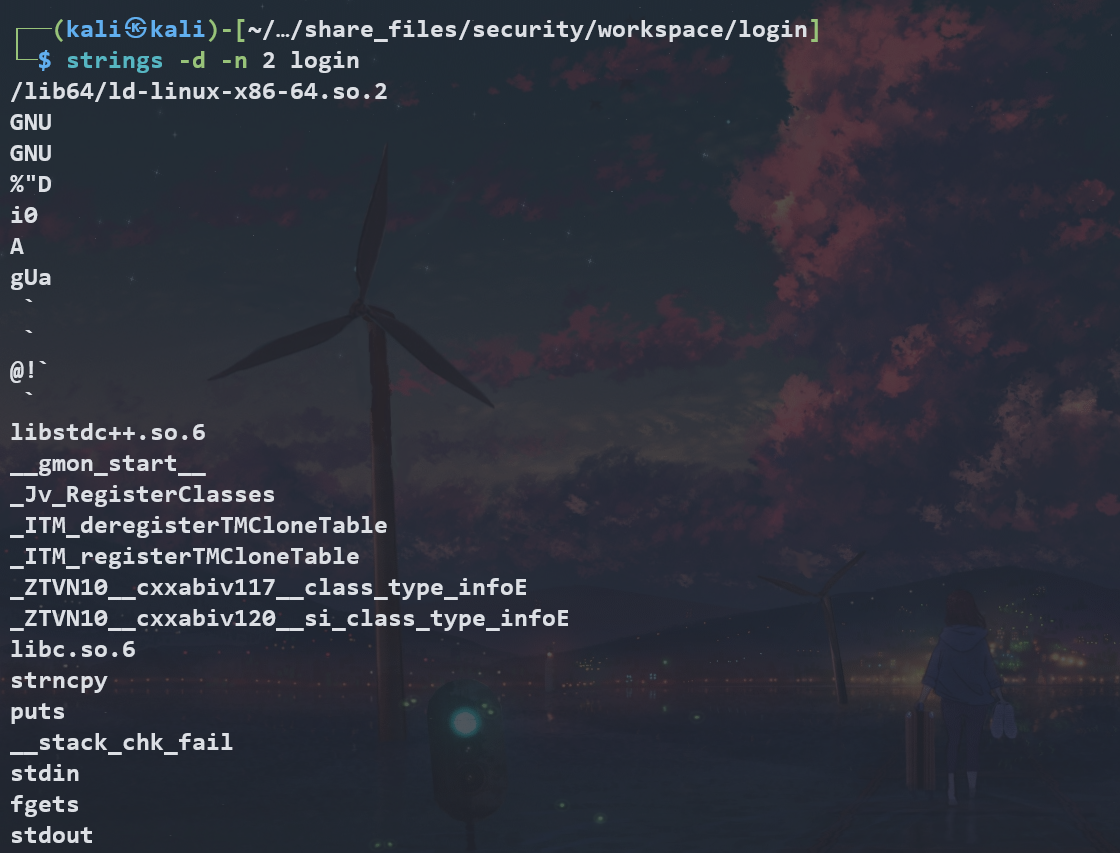 ┌──(kali㉿kali)-[~/…/share_files/security/workspace/login]
└─$ strings -d -n 2 login
/lib64/ld-linux-x86-64.so.2
GNU
GNU
%"D
i0
A
gUa
 `
 `
@!`
 `
libstdc++.so.6
__gmon_start__
_Jv_RegisterClasses
_ITM_deregisterTMCloneTable
_ITM_registerTMCloneTable
_ZTVN10__cxxabiv117__class_type_infoE
_ZTVN10__cxxabiv120__si_class_type_infoE
libc.so.6
strncpy
puts
__stack_chk_fail
stdin
fgets
stdout